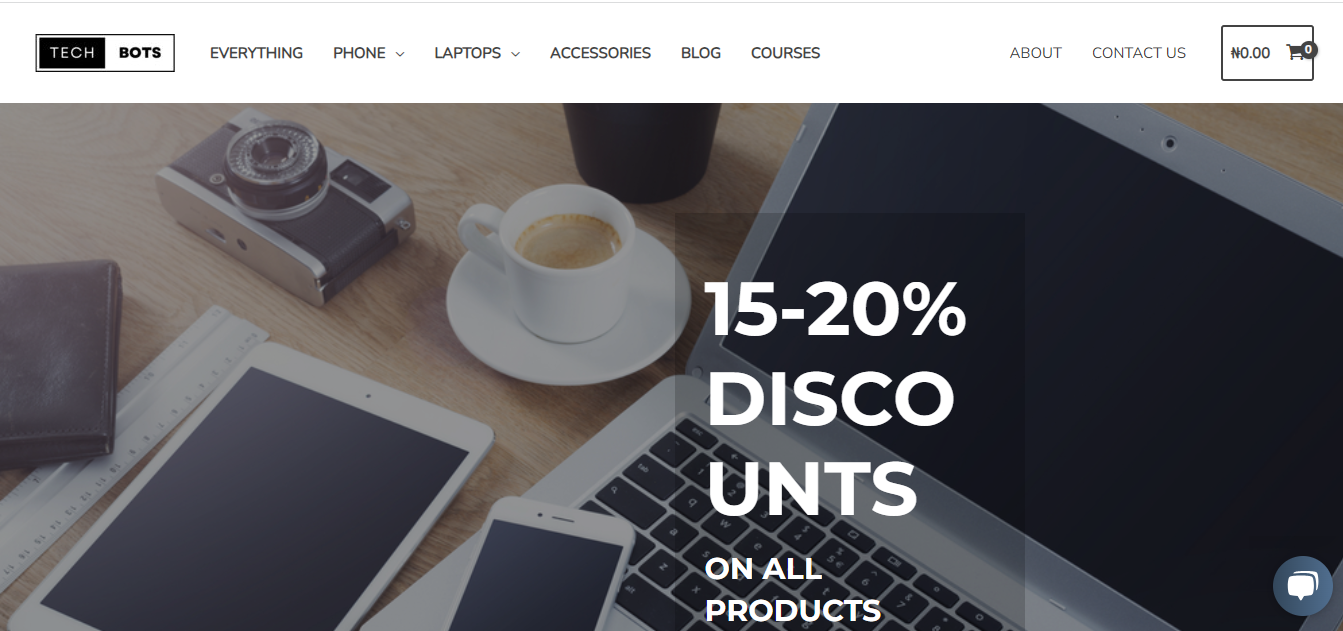 TECH BOTS
EVERYTHING PHONE LAPTOPS ACCESSORIES BLOG COURSES
ABOUT CONTACT US ₦0.00 0
15-20%
DISCO
UNTS
ON ALL
PRODUCTS